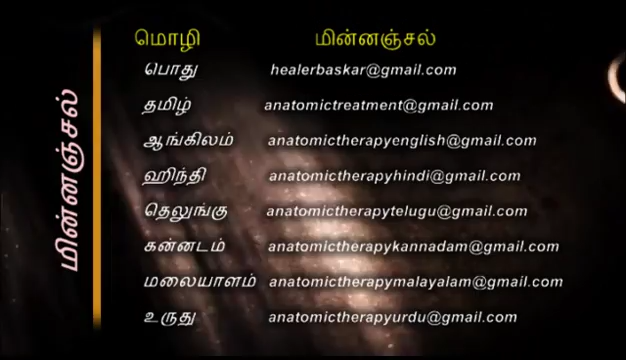 மின்னஞ்சல்
மொழி மின்னஞ்சல்
பொது healerbaskar@gmail.com
தமிழ் anatomictreatment@gmail.com
ஆங்கிலம் anatomictherapyenglish@gmail.com
ஹிந்தி anatomictherapyhindi@gmail.com
தெலுங்கு anatomictherapytelugu@gmail.com
கன்னடம் anatomictherapykannadam@gmail.com
மலையாளம் anatomictherapymalayalam@gmail.com
உருது anatomictherapyurdu@gmail.com